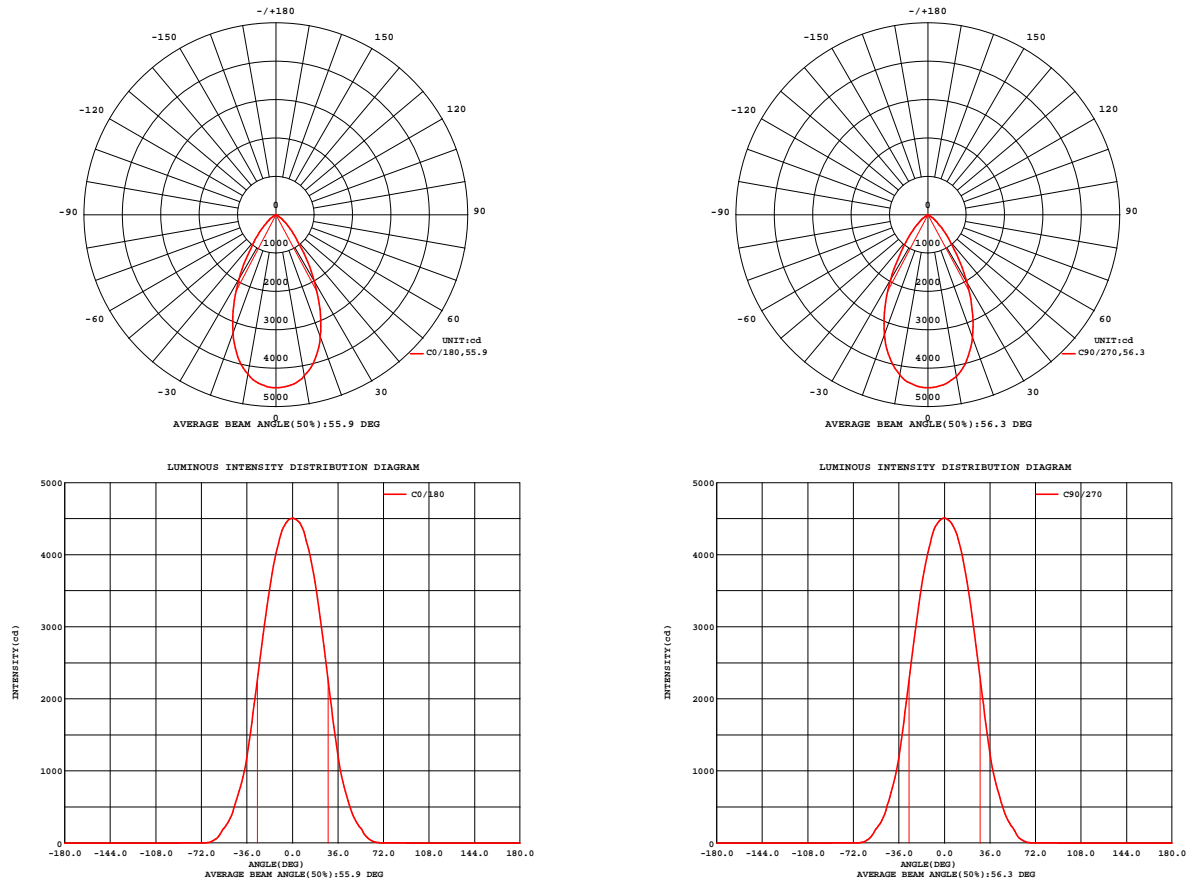 -/+180
-150
150
-120
120
-90
90
0
1000
2000
3000
4000
5000
-60
60
-30
30
0
UNIT:cd
C0/180,55.9
AVERAGE BEAM ANGLE(50%):55.9 DEG
-/+180
-150
150
-120
120
-90
90
0
1000
2000
3000
4000
5000
-60
60
-30
30
0
UNIT:cd
C90/270,56.3
AVERAGE BEAM ANGLE(50%):56.3 DEG
LUMINOUS INTENSITY DISTRIBUTION DIAGRAM
C0/180
INTENSITY(cd)
5000
4000
3000
2000
1000
0
-180.0 -144.0 -108.0 -72.0 -36.0 0.0 36.0 72.0 108.0 144.0 180.0
ANGLE(DEG)
AVERAGE BEAM ANGLE(50%):55.9 DEG
LUMINOUS INTENSITY DISTRIBUTION DIAGRAM
C90/270
INTENSITY(cd)
5000
4000
3000
2000
1000
0
-180.0 -144.0 -108.0 -72.0 -36.0 0.0 36.0 72.0 108.0 144.0 180.0
ANGLE(DEG)
AVERAGE BEAM ANGLE(50%):56.3 DEG